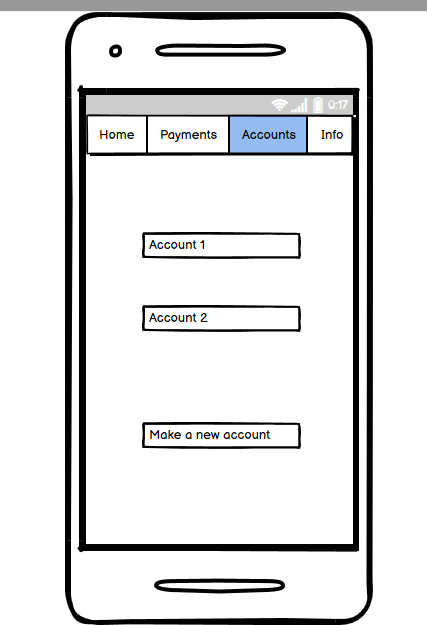 0:17
Home Payments Accounts Info
Account 1
Account 2
Make a new account